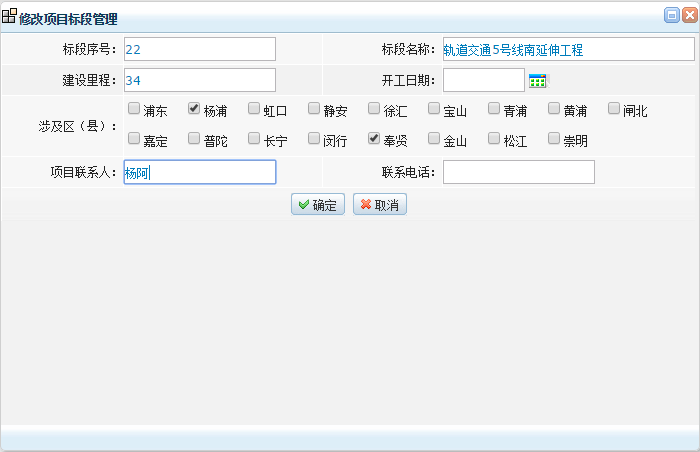 修改项目标段管理
标段序号： 22 标段名称： 轨道交通5号线南延伸工程
建设里程： 34 开工日期：
浦东 杨浦 虹口 静安 徐汇 宝山 青浦 黄浦 闸北
涉及区（县）：
嘉定 普陀 长宁 闵行 奉贤 金山 松江 崇明
项目联系人： 杨阿 联系电话：
确定 取消